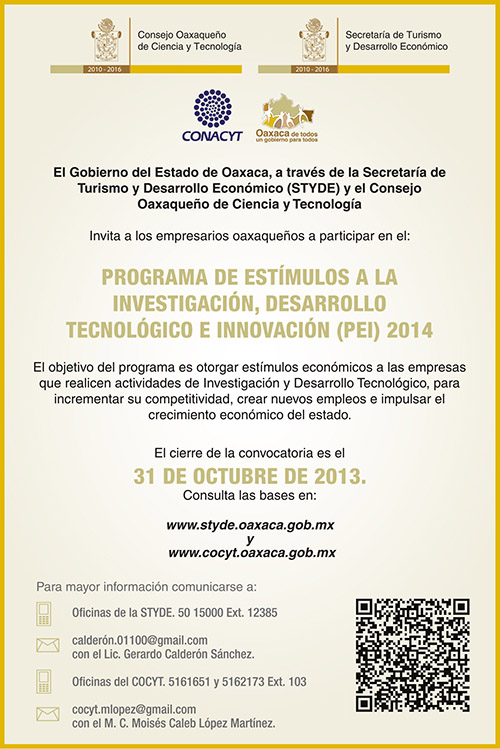 Consejo Oaxaqueño
de Ciencia y Tecnología
2010 - 2016
Secretaría de Turismo
y Desarrollo Económico
2010 - 2016
CONACYT
Oaxaca de todos
un gobierno para todos
El Gobierno del Estado de Oaxaca, a través de la Secretaría de
Turismo y Desarrollo Económico (STYDE) y el Consejo
Oaxaqueño de Ciencia y Tecnología
Invita a los empresarios oaxaqueños a participar en el:
PROGRAMA DE ESTÍMULOS A LA
INVESTIGACIÓN, DESARROLLO
TECNOLÓGICO E INNOVACIÓN (PEI) 2014
El objetivo del programa es otorgar estímulos económicos a las empresas
que realicen actividades de Investigación y Desarrollo Tecnológico, para
incrementar su competitividad, crear nuevos empleos e impulsar el
crecimiento económico del estado.
El cierre de la convocatoria es el
31 DE OCTUBRE DE 2013.
Consulta las bases en:
www.styde.oaxaca.gob.mx
y
www.cocyt.oaxaca.gob.mx
Para mayor información comunicarse a:
Oficinas de la STYDE. 50 15000 Ext. 12385
calderón.01100@gmail.com
con el Lic. Gerardo Calderón Sánchez.
Oficinas del COCYT. 5161651 y 5162173 Ext. 103
cocyt.mlopez@gmail.com
con el M. C. Moisés Caleb López Martínez.